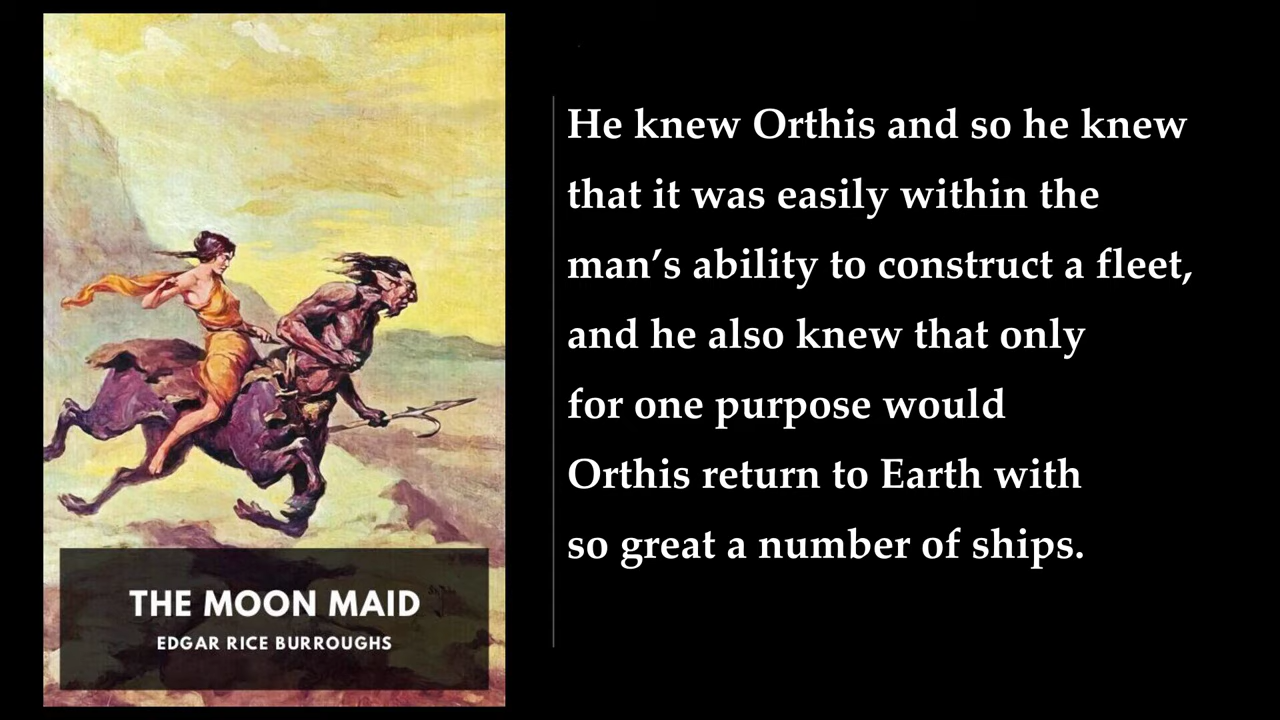 THE MOON MAID
EDGAR RICE BURROUGHS
He knew Orthis and so he knew
that it was easily within the
man’s ability to construct a fleet,
and he also knew that only
for one purpose would
Orthis return to Earth with
so great a number of ships.